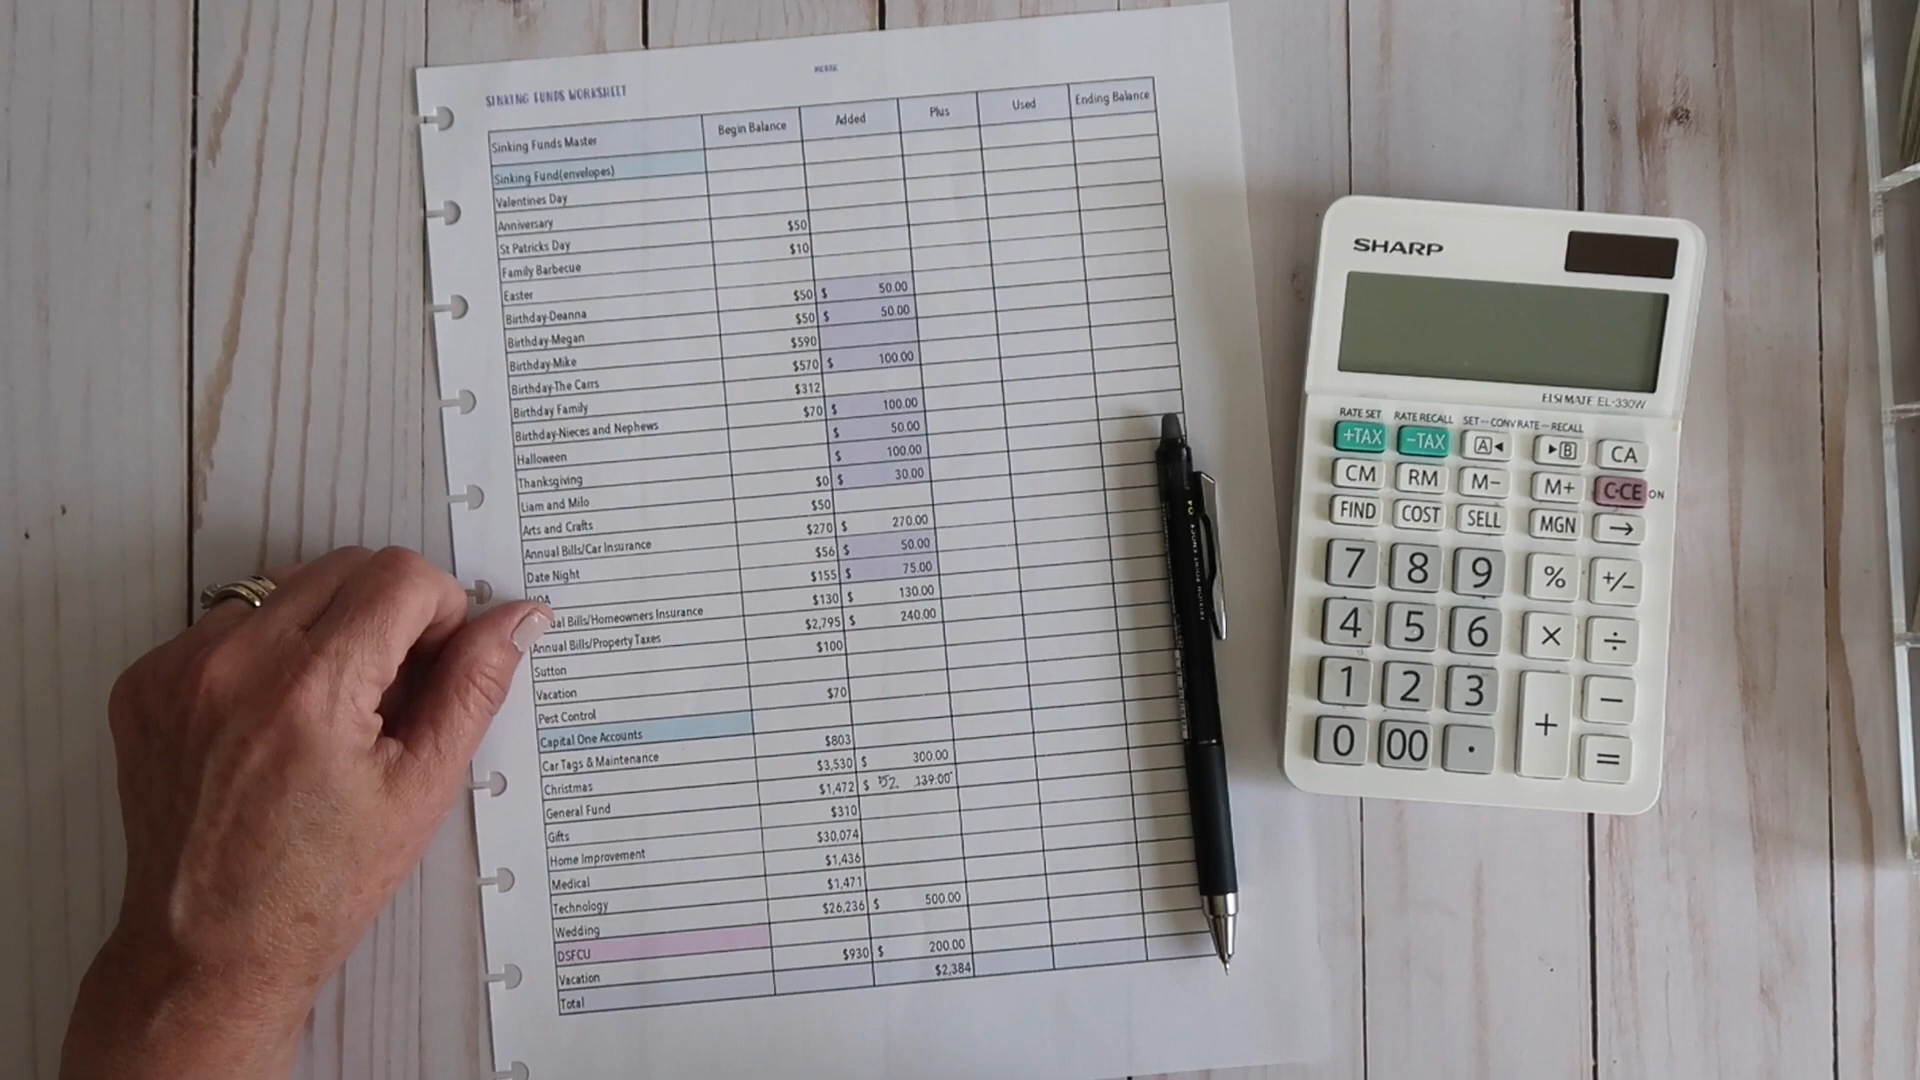 SINKING FUNDS WORKSHEET
Sinking Funds Master Begin Balance Added Plus Used Ending Balance
Sinking Fund(envelopes)
Valentines Day
Anniversary
St Patricks Day $50
Family Barbecue $10
Easter
Birthday-Deanna $50 $ 50.00
Birthday-Megan $50 $ 50.00
Birthday-Mike $590
Birthday-The Carrs $570 $ 100.00
Birthday Family $312
Birthday-Nieces and Nephews $70 $ 100.00
Halloween $ 50.00
Thanksgiving $ 100.00
Liam and Milo $0 $ 30.00
Arts and Crafts $50
Annual Bills/Car Insurance $270 $ 270.00
Date Night $56 $ 50.00
HOA $155 $ 75.00
ual Bills/Homeowners Insurance $130 $ 130.00
Annual Bills/Property Taxes $2,795 $ 240.00
Sutton $100
Vacation
Pest Control $70
Capital One Accounts
Car Tags & Maintenance $803
Christmas $3,530 $ 300.00
General Fund $1,472 $ 139.00
Gifts $310
Home Improvement $30,074
Medical $1,436
Technology $1,471
Wedding $26,236 $ 500.00
DSFCU
Vacation $930 $ 200.00
Total $2,384
SHARP
ELSIMATE EL-330W
RATE SET RATE RECALL SET—CONV RATE—RECALL
+TAX -TAX A◄ ►B CA
CM RM M− M+ C·CE ON
FIND COST SELL MGN →
7 8 9 % +/−
4 5 6 × ÷
1 2 3 + −
0 00 · =